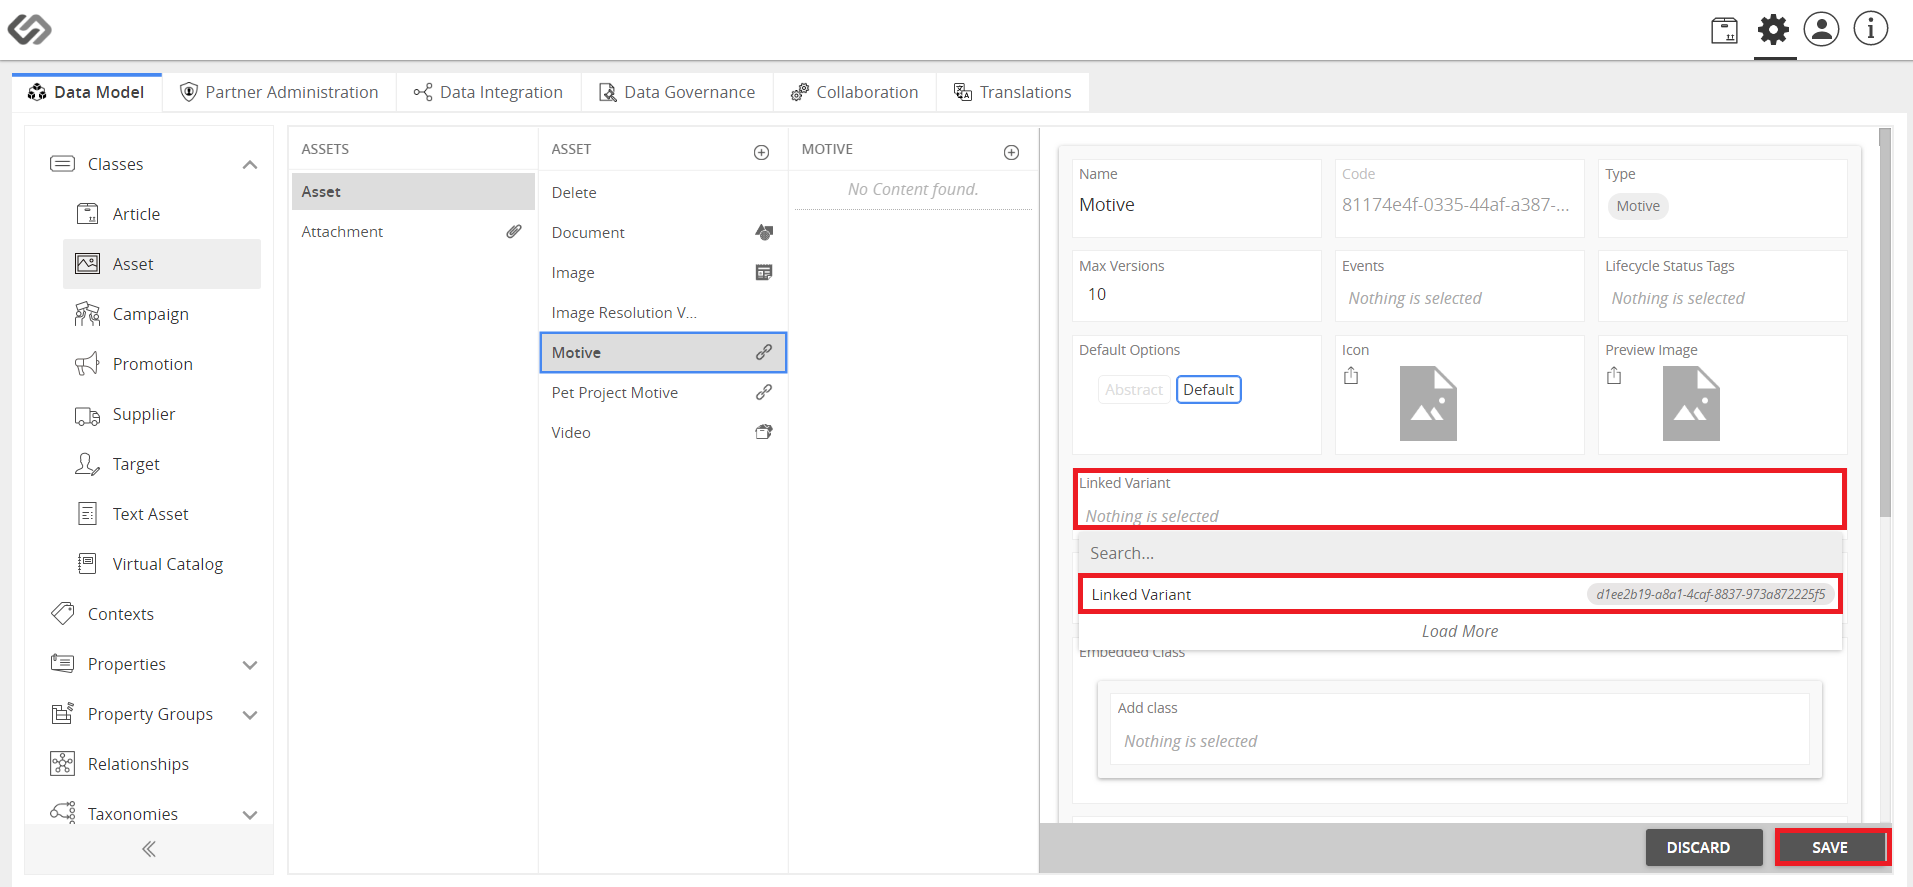 Data Model
Partner Administration
Data Integration
Data Governance
Collaboration
Translations
Classes
Article
Asset
Campaign
Promotion
Supplier
Target
Text Asset
Virtual Catalog
Contexts
Properties
Property Groups
Relationships
Taxonomies
ASSETS
Asset
Attachment
ASSET
Delete
Document
Image
Image Resolution V...
Motive
Pet Project Motive
Video
MOTIVE
No Content found.
Name
Motive
Code
81174e4f-0335-44af-a387-...
Type
Motive
Max Versions
10
Events
Nothing is selected
Lifecycle Status Tags
Nothing is selected
Default Options
Abstract
Default
Icon
Preview Image
Linked Variant
Nothing is selected
Search...
Linked Variant
d1ee2b19-a8a1-4caf-8837-973a872225f5
Load More
Embedded Class
Add class
Nothing is selected
DISCARD
SAVE